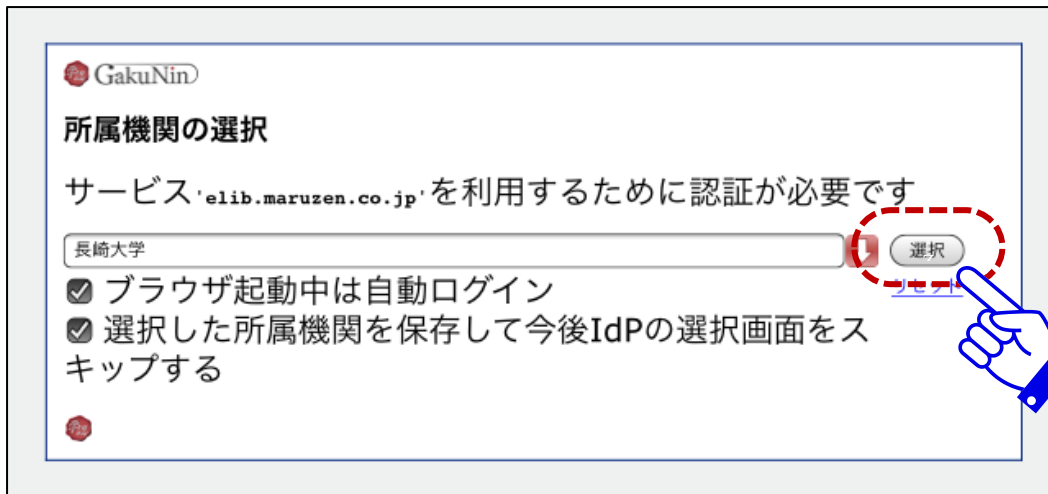 GakuNin
所属機関の選択
サービス'elib.maruzen.co.jp'を利用するために認証が必要です
長崎大学
選択
リセット
ブラウザ起動中は自動ログイン
選択した所属機関を保存して今後IdPの選択画面をス
キップする